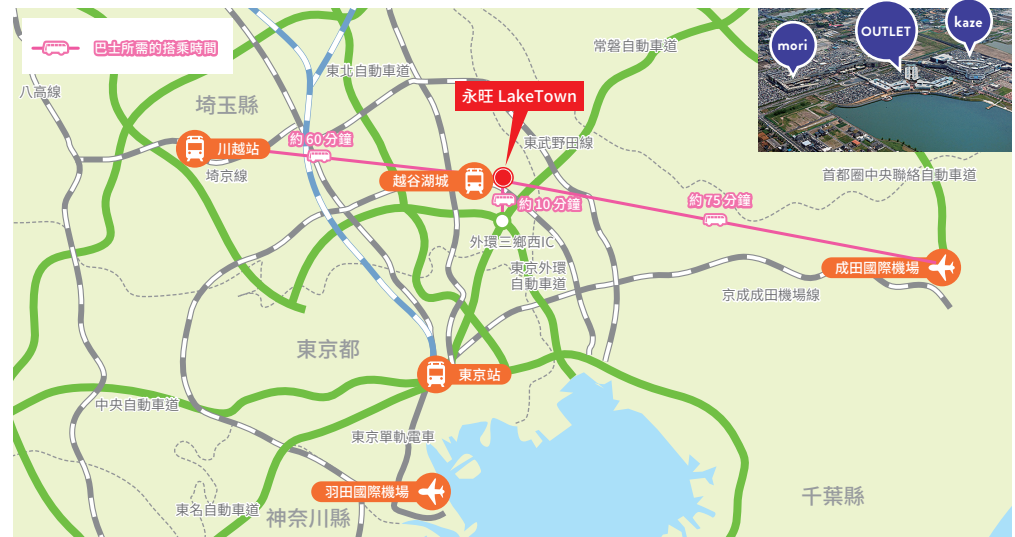 巴士所需的搭乘時間
mori
OUTLET
kaze
常磐自動車道
東北自動車道
八高線
埼玉縣
永旺 LakeTown
約 60 分鐘
川越站
東武野田線
埼京線
越谷湖城
首都圏中央聯絡自動車道
約 10 分鐘
約 75 分鐘
外環三鄉西IC
東京外環
自動車道
成田國際機場
京成成田機場線
東京都
東京站
中央自動車道
東京單軌電車
羽田國際機場
千葉縣
東名自動車道
神奈川縣